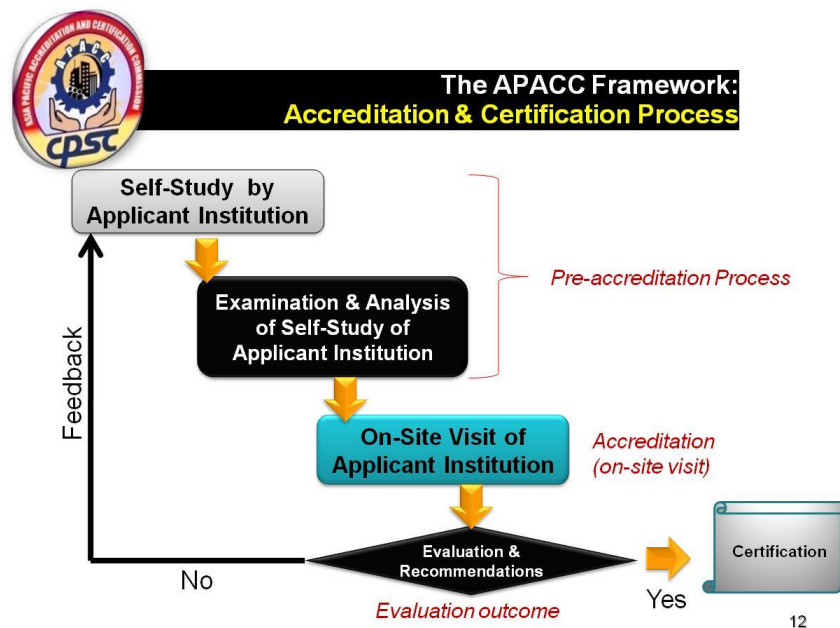 ASIA PACIFIC ACCREDITATION AND CERTIFICATION COMMISSION
APACC
cpsc
The APACC Framework:
Accreditation & Certification Process
Self-Study by
Applicant Institution
Examination & Analysis
of Self-Study of
Applicant Institution
Pre-accreditation Process
Feedback
On-Site Visit of
Applicant Institution
Accreditation
(on-site visit)
Evaluation &
Recommendations
Certification
No
Yes
Evaluation outcome
12